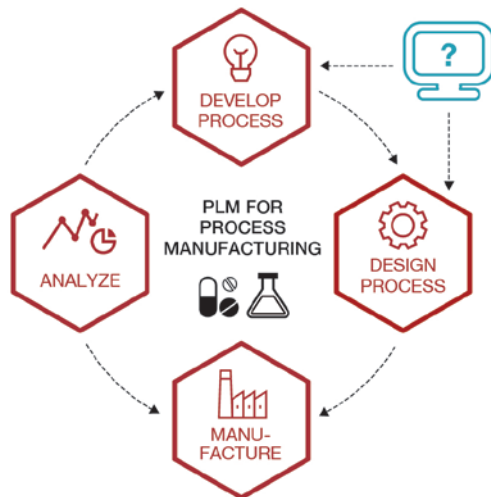 ?
DEVELOP
PROCESS
PLM FOR
PROCESS
MANUFACTURING
ANALYZE
DESIGN
PROCESS
MANU-
FACTURE